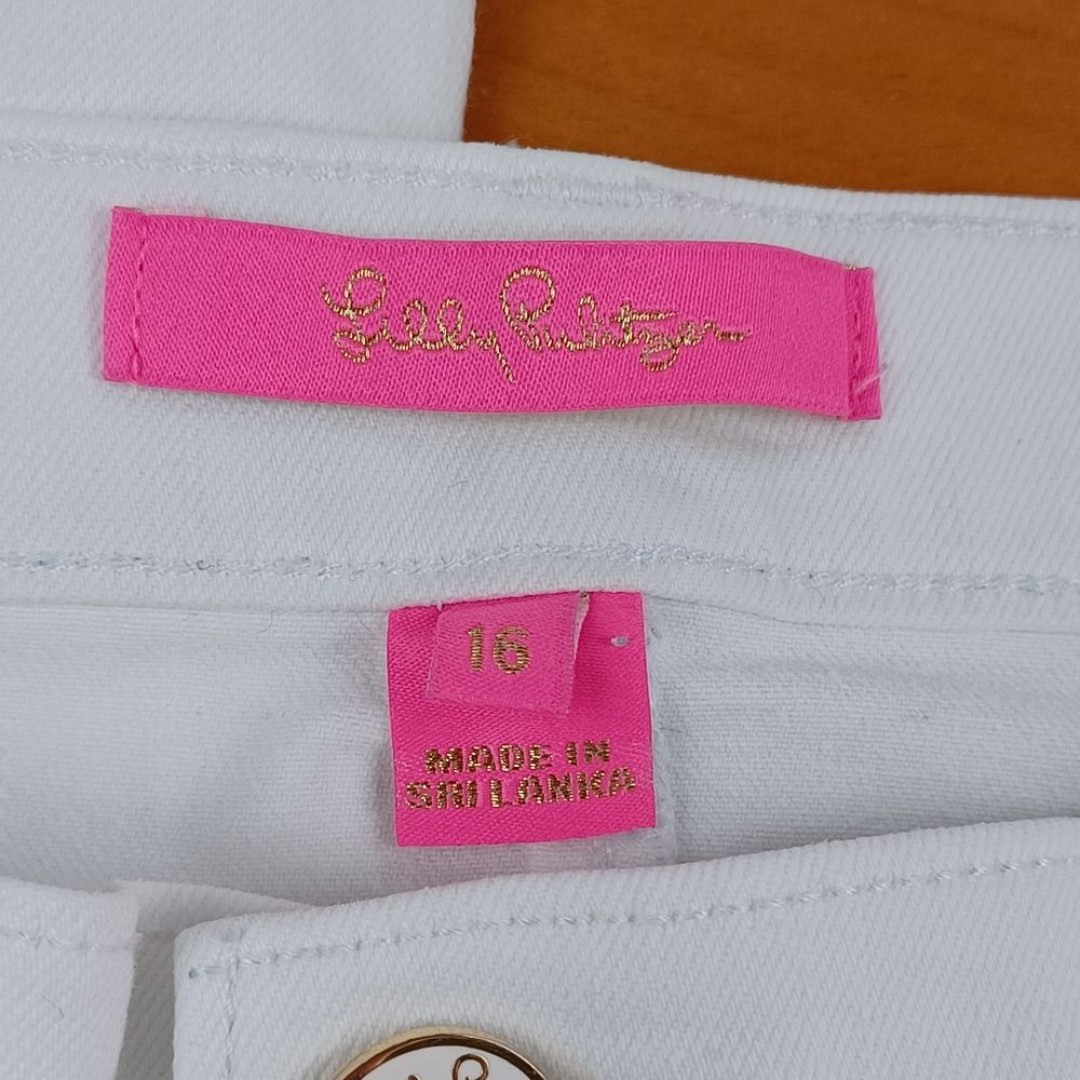 Lilly Pulitzer
16
MADE IN
SRI LANKA